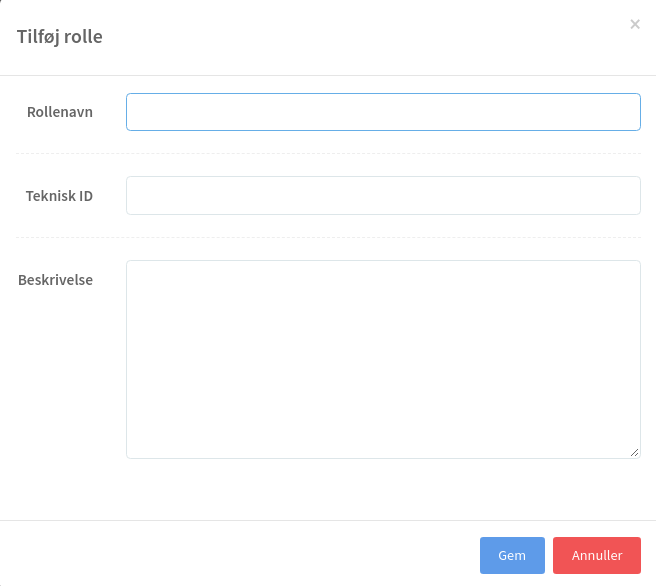 Tilføj rolle
×
Rollenavn
Teknisk ID
Beskrivelse
Gem
Annuller